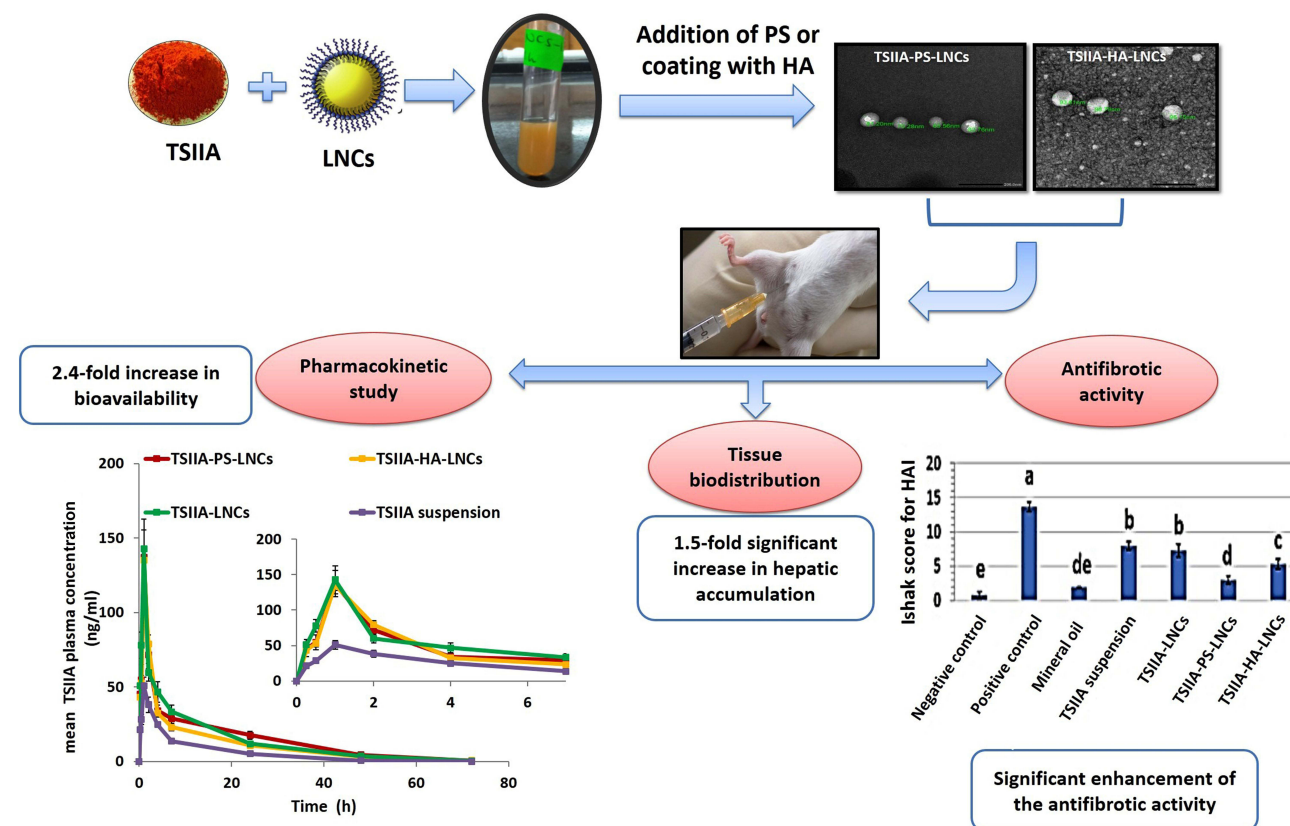 TSIIA
LNCs
Addition of PS or
coating with HA
TSIIA-PS-LNCs
TSIIA-HA-LNCs
2.4-fold increase in
bioavailability
Pharmacokinetic
study
Antifibrotic
activity
Tissue
biodistribution
1.5-fold significant
increase in hepatic
accumulation
TSIIA-PS-LNCs
TSIIA-HA-LNCs
TSIIA-LNCs
TSIIA suspension
mean TSIIA plasma concentration
(ng/ml)
200
150
100
50
0
0
20
40
60
80
Time (h)
200
150
100
50
0
0
2
4
6
Ishak score for HAI
20
15
10
5
0
e
a
de
b
b
d
c
Negative control
Positive control
Mineral oil
TSIIA suspension
TSIIA-LNCs
TSIIA-PS-LNCs
TSIIA-HA-LNCs
Significant enhancement of
the antifibrotic activity